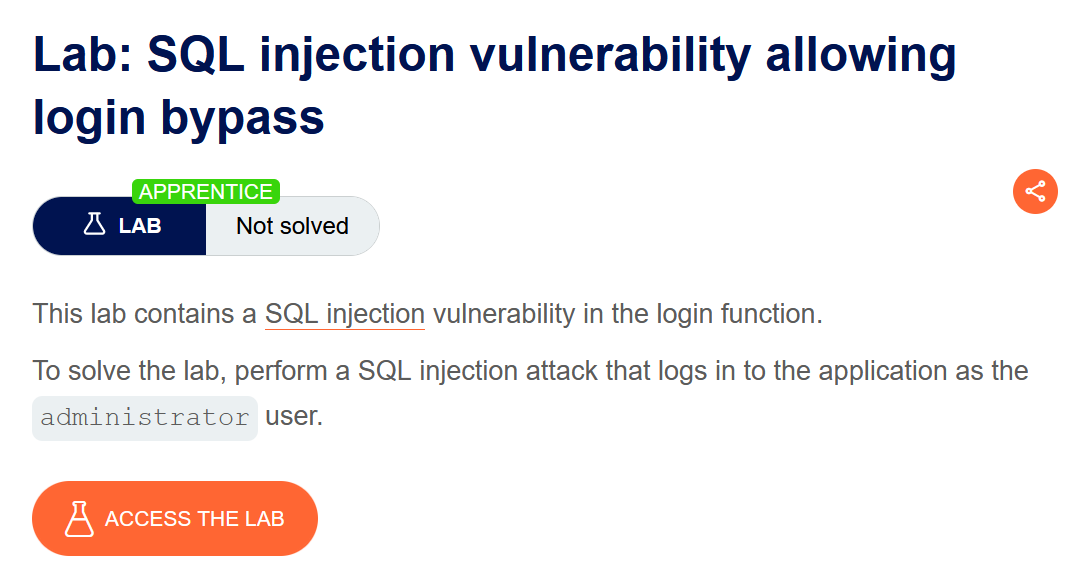 Lab: SQL injection vulnerability allowing
login bypass
APPRENTICE
LAB
Not solved
This lab contains a SQL injection vulnerability in the login function.
To solve the lab, perform a SQL injection attack that logs in to the application as the
administrator user.
ACCESS THE LAB